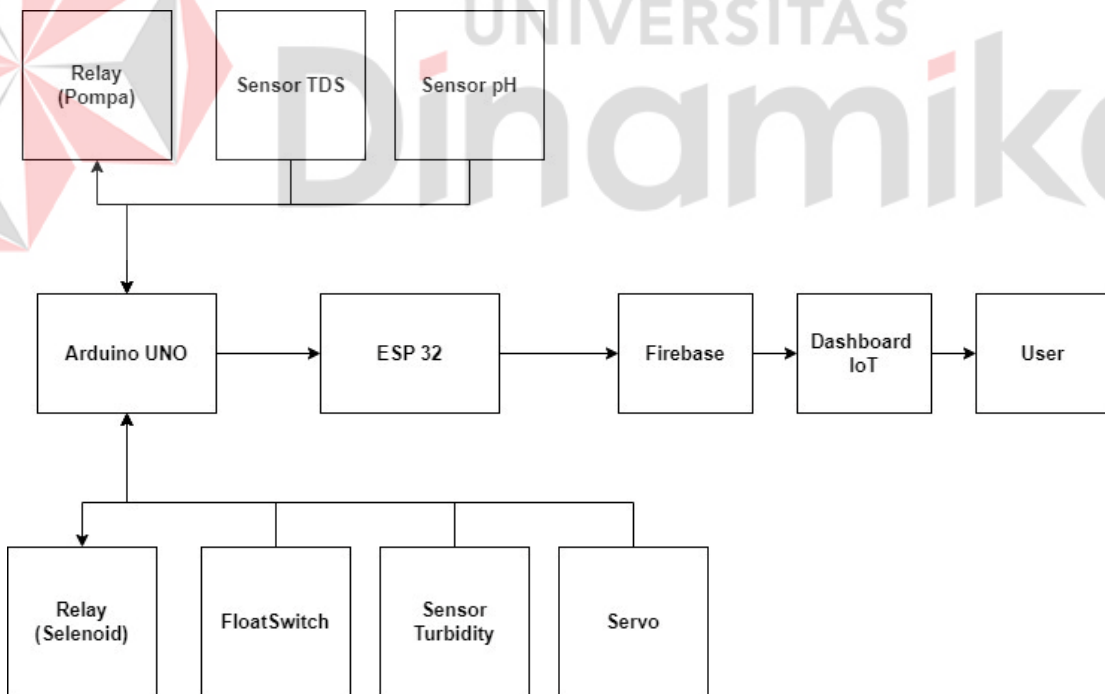 UNIVERSITAS
Dinamika
Relay
(Pompa)
Sensor TDS
Sensor pH
Arduino UNO
ESP 32
Firebase
Dashboard
IoT
User
Relay
(Selenoid)
FloatSwitch
Sensor
Turbidity
Servo